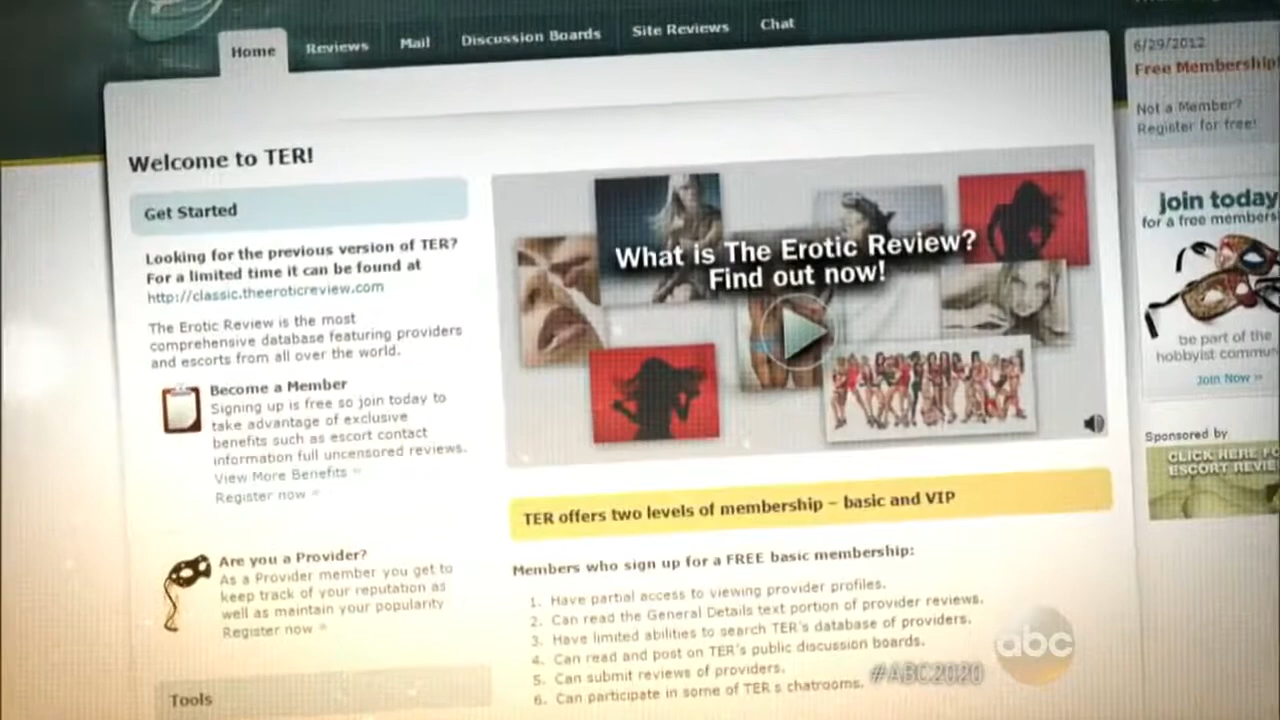 Home
Reviews
Mail
Discussion Boards
Site Reviews
Chat
6/29/2012
Free Membership
Not a Member?
Register for free!
Welcome to TER!
Get Started
Looking for the previous version of TER?
For a limited time it can be found at
http://classic.theeroticreview.com
The Erotic Review is the most
comprehensive database featuring providers
and escorts from all over the world.
Become a Member
Signing up is free so join today to
take advantage of exclusive
benefits such as escort contact
information full uncensored reviews.
View More Benefits »
Register now »
Are you a Provider?
As a Provider member you get to
keep track of your reputation as
well as maintain your popularity
Register now »
Tools
What is The Erotic Review?
Find out now!
TER offers two levels of membership – basic and VIP
Members who sign up for a FREE basic membership:
1. Have partial access to viewing provider profiles.
2. Can read the General Details text portion of provider reviews.
3. Have limited abilities to search TER's database of providers.
4. Can read and post on TER's public discussion boards.
5. Can submit reviews of providers.
6. Can participate in some of TER s chatrooms.
join today
for a free members
be part of the
hobbyist commun
Join Now »
Sponsored by
CLICK HERE FO
ESCORT REVIE
abc
#ABC2020